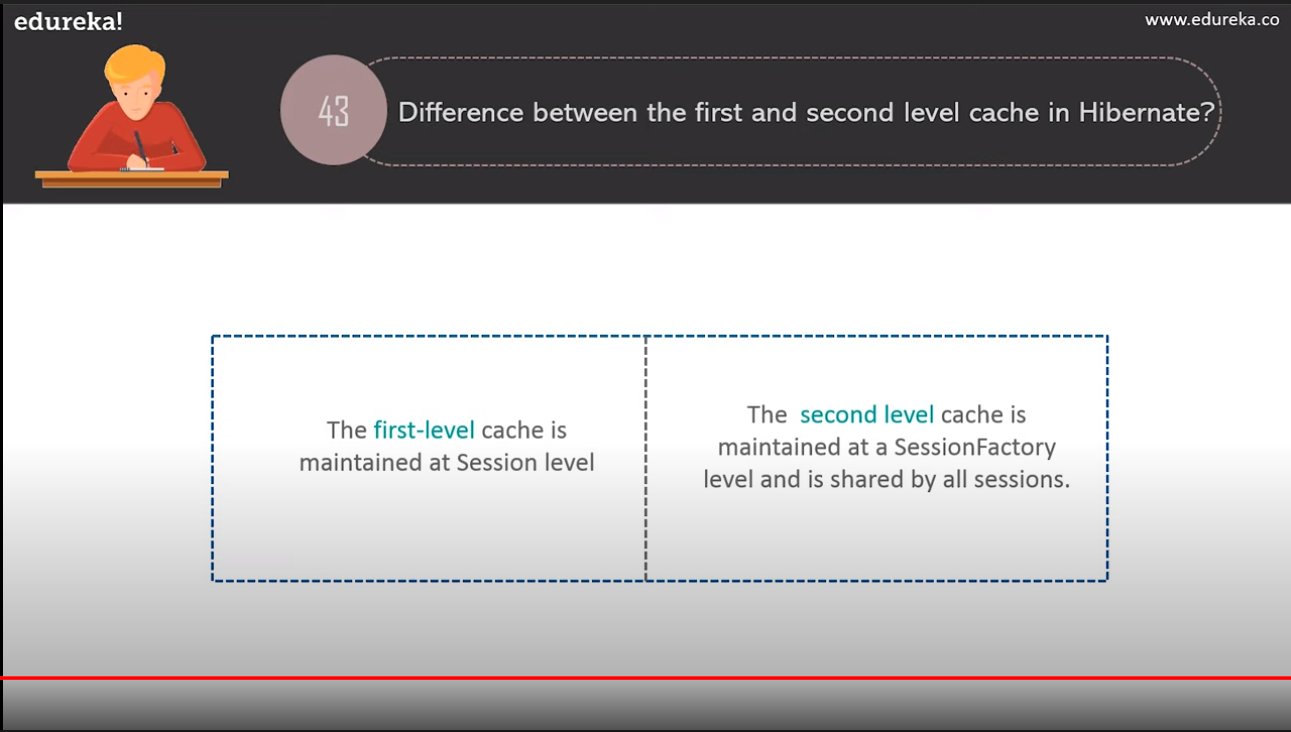 edureka!
www.edureka.co
43
Difference between the first and second level cache in Hibernate?
The first-level cache is
maintained at Session level
The second level cache is
maintained at a SessionFactory
level and is shared by all sessions.